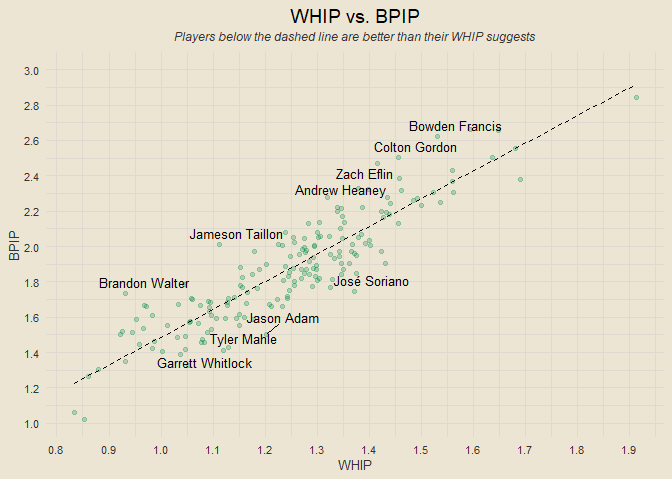 WHIP vs. BPIP
Players below the dashed line are better than their WHIP suggests
3.0
2.8
2.6
2.4
2.2
2.0
1.8
1.6
1.4
1.2
1.0
BPIP
Bowden Francis
Colton Gordon
Zach Eflin
Andrew Heaney
Jameson Taillon
José Soriano
Brandon Walter
Jason Adam
Tyler Mahle
Garrett Whitlock
0.8 0.9 1.0 1.1 1.2 1.3 1.4 1.5 1.6 1.7 1.8 1.9
WHIP